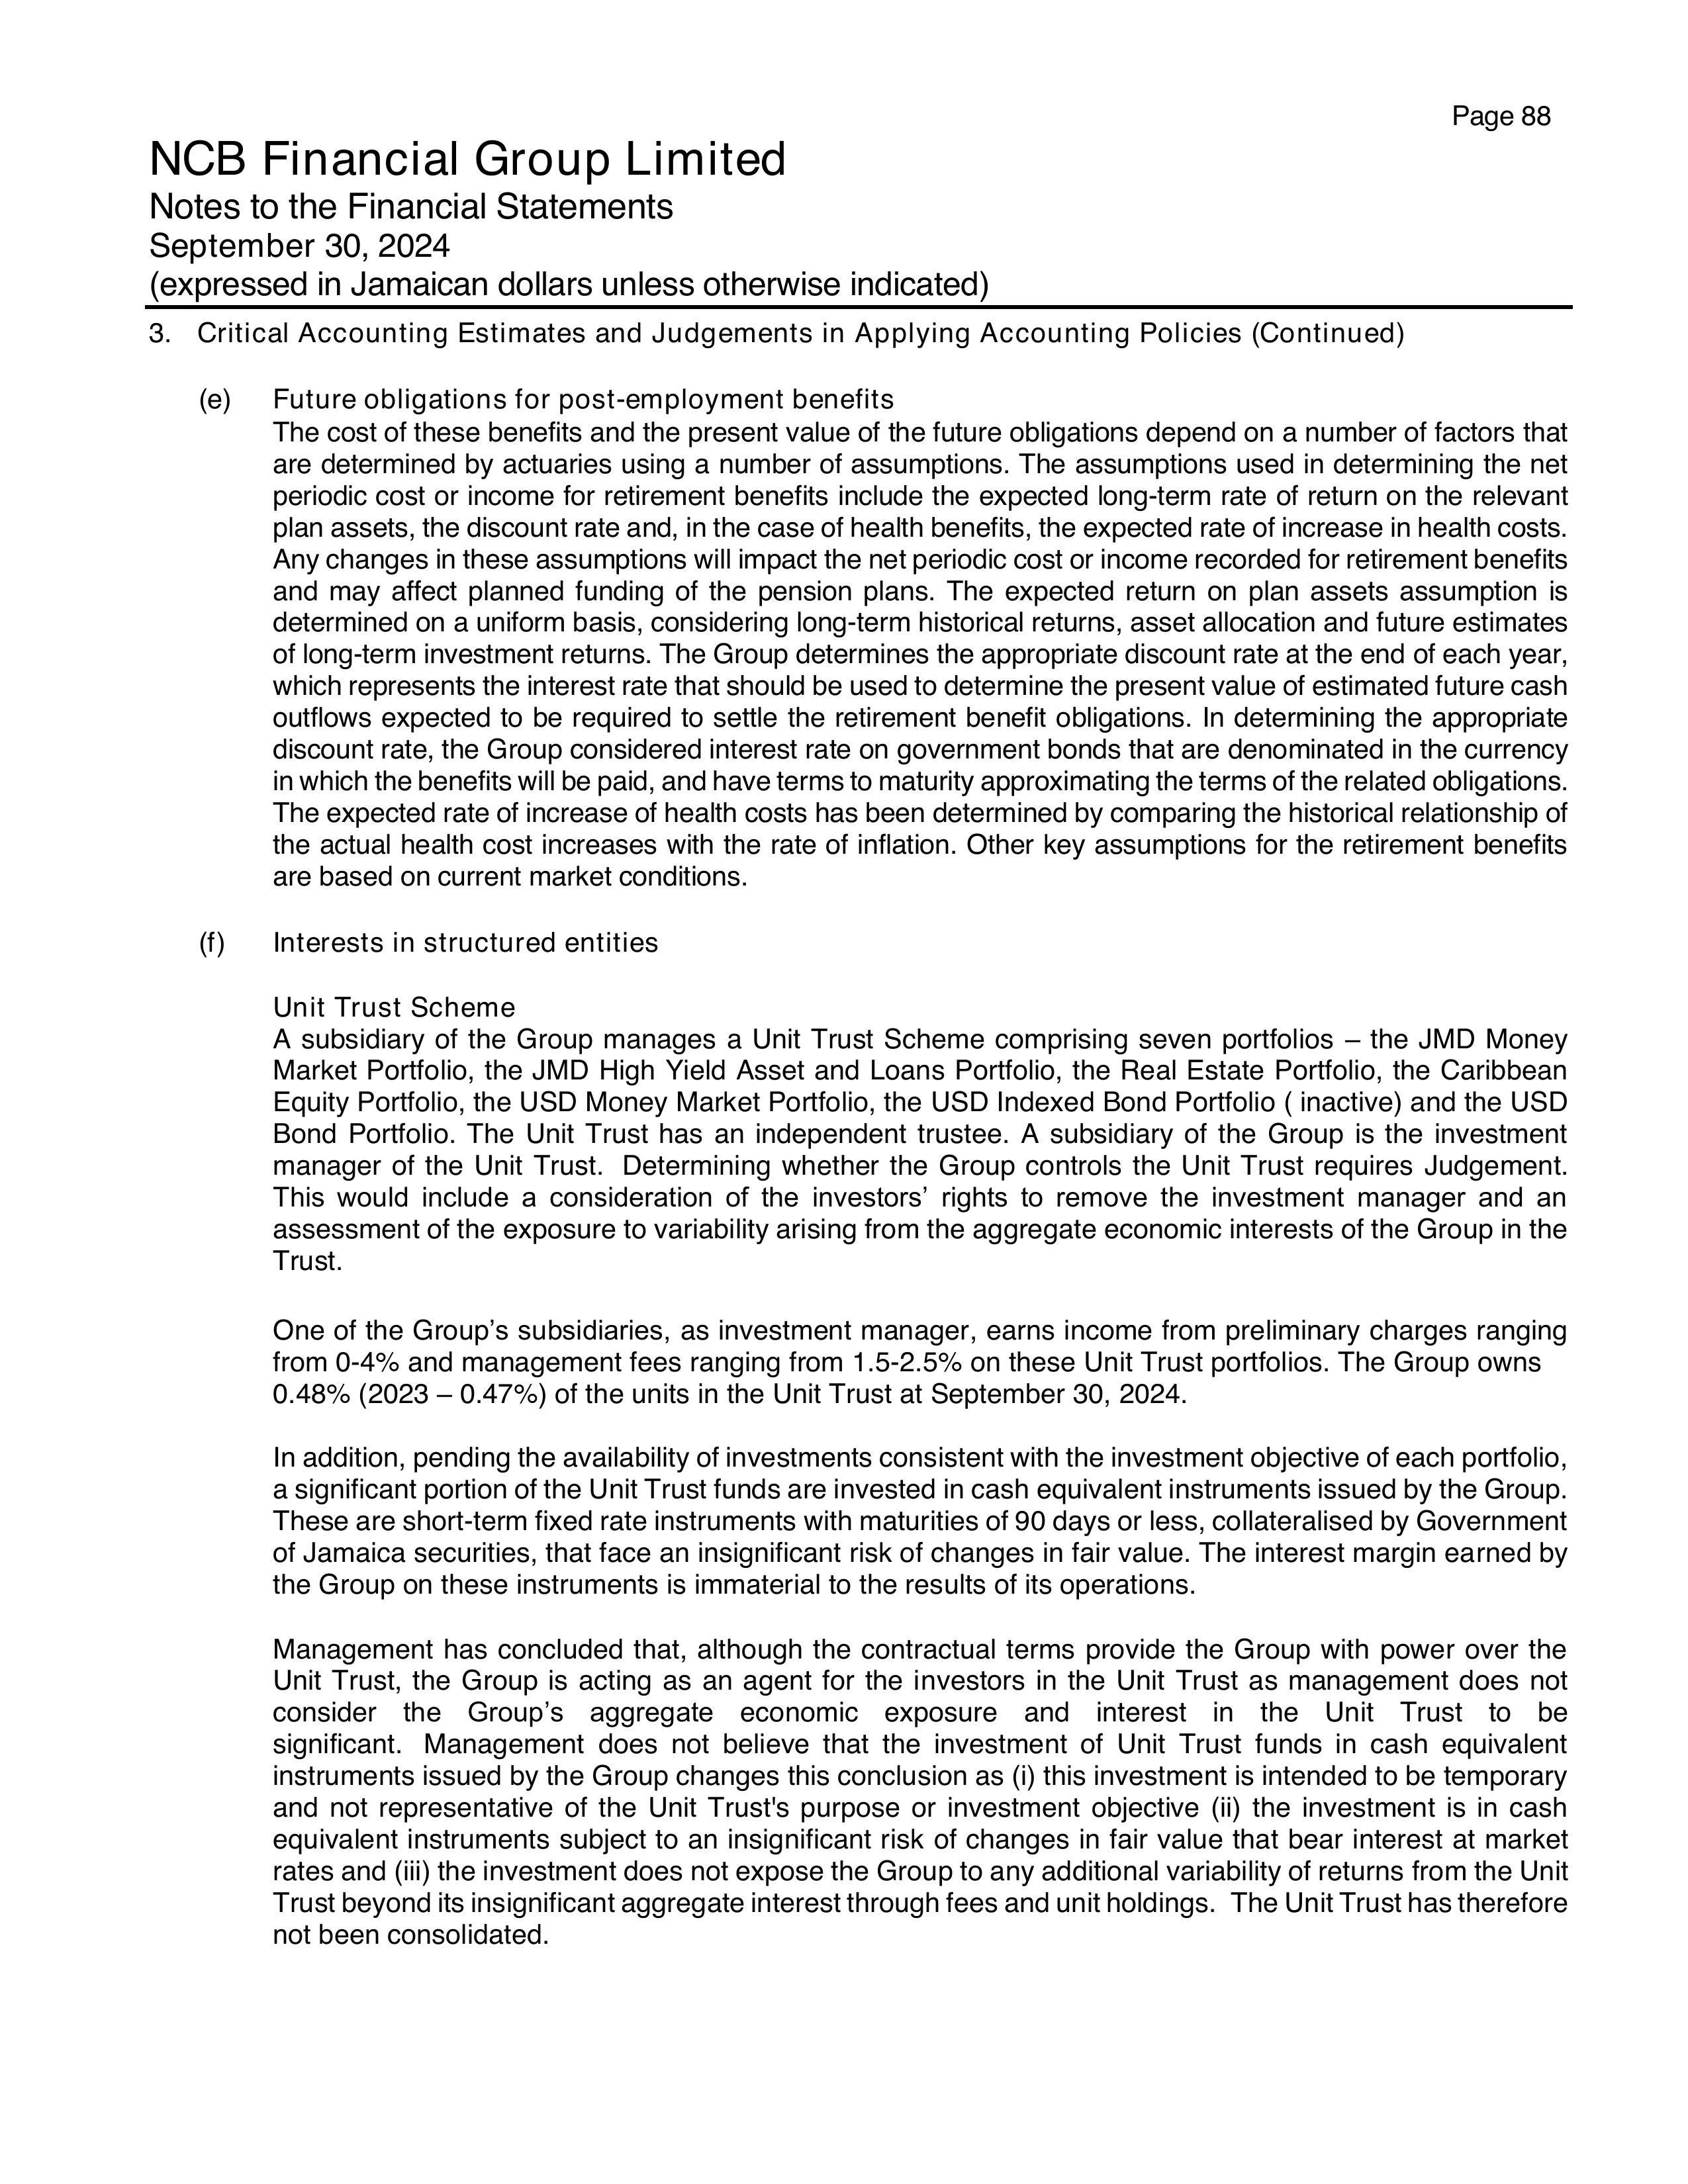 Page 88
NCB Financial Group Limited
Notes to the Financial Statements
September 30, 2024
(expressed in Jamaican dollars unless otherwise indicated)
3. Critical Accounting Estimates and Judgements in Applying Accounting Policies (Continued)
(e) Future obligations for post-employment benefits
The cost of these benefits and the present value of the future obligations depend on a number of factors that
are determined by actuaries using a number of assumptions. The assumptions used in determining the net
periodic cost or income for retirement benefits include the expected long-term rate of return on the relevant
plan assets, the discount rate and, in the case of health benefits, the expected rate of increase in health costs.
Any changes in these assumptions will impact the net periodic cost or income recorded for retirement benefits
and may affect planned funding of the pension plans. The expected return on plan assets assumption is
determined on a uniform basis, considering long-term historical returns, asset allocation and future estimates
of long-term investment returns. The Group determines the appropriate discount rate at the end of each year,
which represents the interest rate that should be used to determine the present value of estimated future cash
outflows expected to be required to settle the retirement benefit obligations. In determining the appropriate
discount rate, the Group considered interest rate on government bonds that are denominated in the currency
in which the benefits will be paid, and have terms to maturity approximating the terms of the related obligations.
The expected rate of increase of health costs has been determined by comparing the historical relationship of
the actual health cost increases with the rate of inflation. Other key assumptions for the retirement benefits
are based on current market conditions.
(f) Interests in structured entities
Unit Trust Scheme
A subsidiary of the Group manages a Unit Trust Scheme comprising seven portfolios – the JMD Money
Market Portfolio, the JMD High Yield Asset and Loans Portfolio, the Real Estate Portfolio, the Caribbean
Equity Portfolio, the USD Money Market Portfolio, the USD Indexed Bond Portfolio ( inactive) and the USD
Bond Portfolio. The Unit Trust has an independent trustee. A subsidiary of the Group is the investment
manager of the Unit Trust. Determining whether the Group controls the Unit Trust requires Judgement.
This would include a consideration of the investors’ rights to remove the investment manager and an
assessment of the exposure to variability arising from the aggregate economic interests of the Group in the
Trust.
One of the Group’s subsidiaries, as investment manager, earns income from preliminary charges ranging
from 0-4% and management fees ranging from 1.5-2.5% on these Unit Trust portfolios. The Group owns
0.48% (2023 – 0.47%) of the units in the Unit Trust at September 30, 2024.
In addition, pending the availability of investments consistent with the investment objective of each portfolio,
a significant portion of the Unit Trust funds are invested in cash equivalent instruments issued by the Group.
These are short-term fixed rate instruments with maturities of 90 days or less, collateralised by Government
of Jamaica securities, that face an insignificant risk of changes in fair value. The interest margin earned by
the Group on these instruments is immaterial to the results of its operations.
Management has concluded that, although the contractual terms provide the Group with power over the
Unit Trust, the Group is acting as an agent for the investors in the Unit Trust as management does not
consider the Group’s aggregate economic exposure and interest in the Unit Trust to be
significant. Management does not believe that the investment of Unit Trust funds in cash equivalent
instruments issued by the Group changes this conclusion as (i) this investment is intended to be temporary
and not representative of the Unit Trust's purpose or investment objective (ii) the investment is in cash
equivalent instruments subject to an insignificant risk of changes in fair value that bear interest at market
rates and (iii) the investment does not expose the Group to any additional variability of returns from the Unit
Trust beyond its insignificant aggregate interest through fees and unit holdings. The Unit Trust has therefore
not been consolidated.